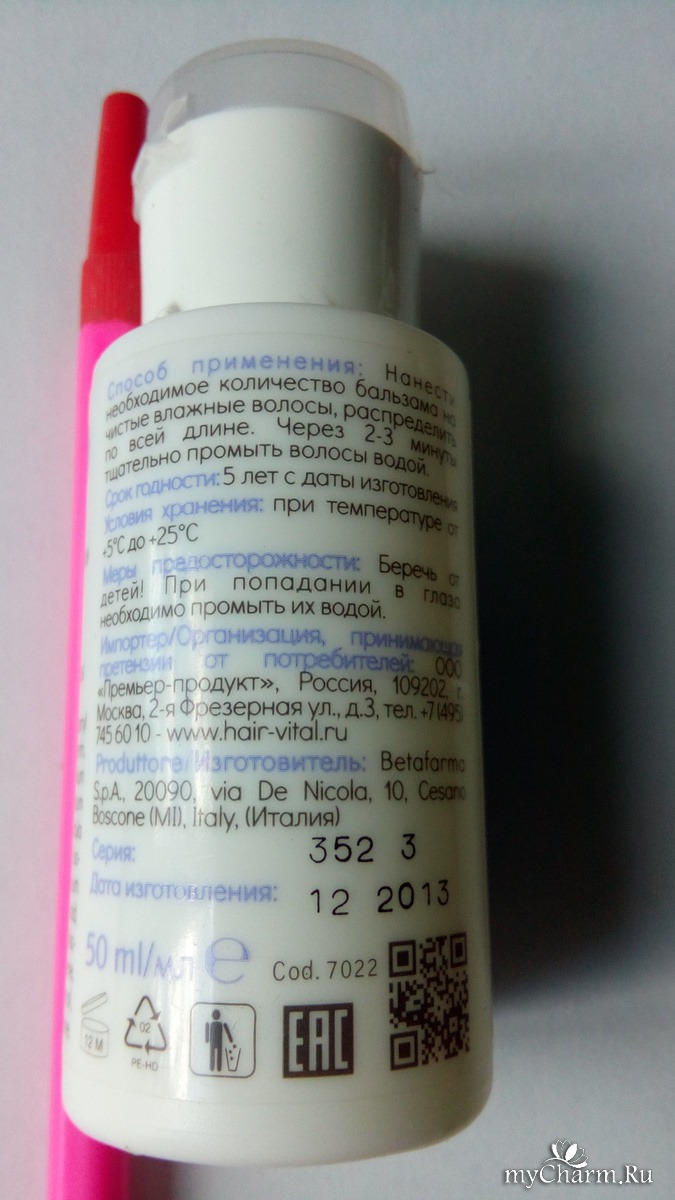 Способ применения: Нанести
необходимое количество бальзама на
чистые влажные волосы, распределить
по всей длине. Через 2-3 минуты
тщательно промыть волосы водой.
Срок годности: 5 лет с даты изготовления
Условия хранения: при температуре от
+5°C до +25°C
Меры предосторожности: Беречь от
детей! При попадании в глаза
необходимо промыть их водой.
Импортер/Организация, принимающая
претензии от потребителей: ООО
«Премьер-продукт», Россия, 109202, г.
Москва, 2-я Фрезерная ул., д.3, тел. +7(495)
745 60 10 - www.hair-vital.ru
Produttore/Изготовитель: Betafarma
S.p.A, 20090, via De Nicola, 10, Cesano
Boscone (MI), Italy, (Италия)
Серия: 352 3
Дата изготовления: 12 2013
50 ml/мл e Cod. 7022
12 M
02
PE-HD
EAC
myCharm.Ru